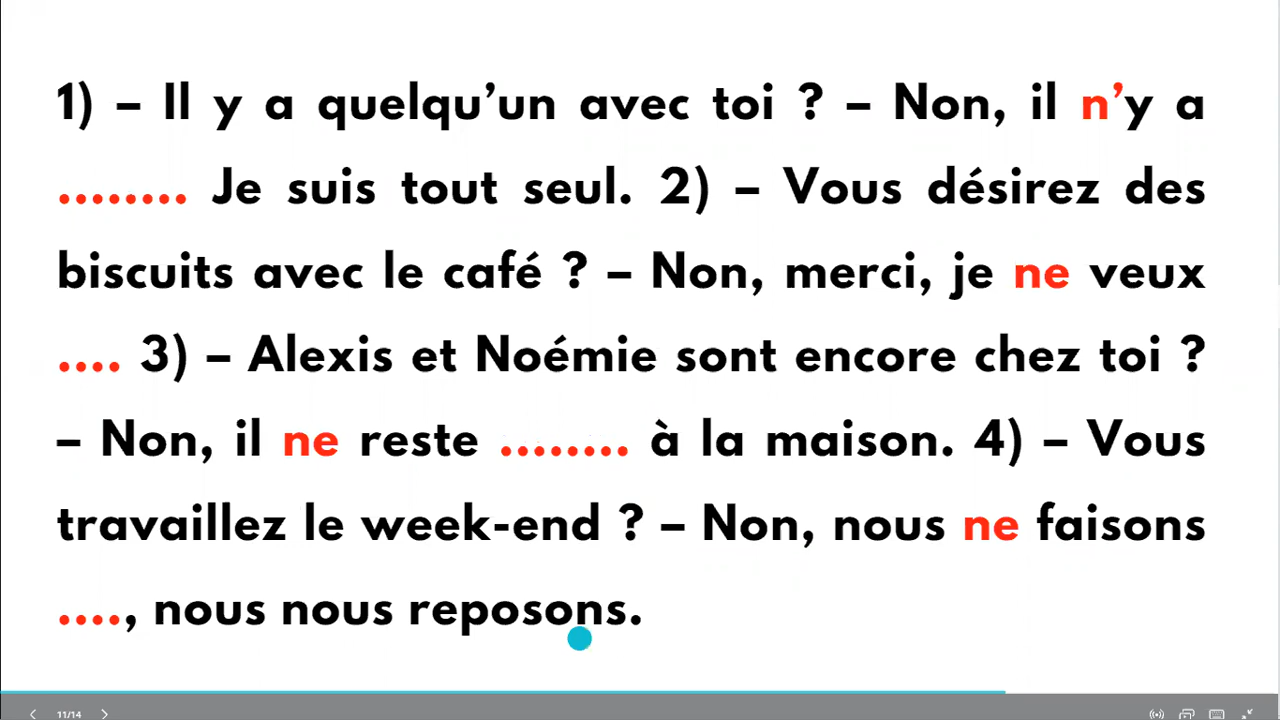 1) – Il y a quelqu’un avec toi ? – Non, il n’y a
........ Je suis tout seul. 2) – Vous désirez des
biscuits avec le café ? – Non, merci, je ne veux
.... 3) – Alexis et Noémie sont encore chez toi ?
– Non, il ne reste ........ à la maison. 4) – Vous
travaillez le week-end ? – Non, nous ne faisons
...., nous nous reposons.
11/14